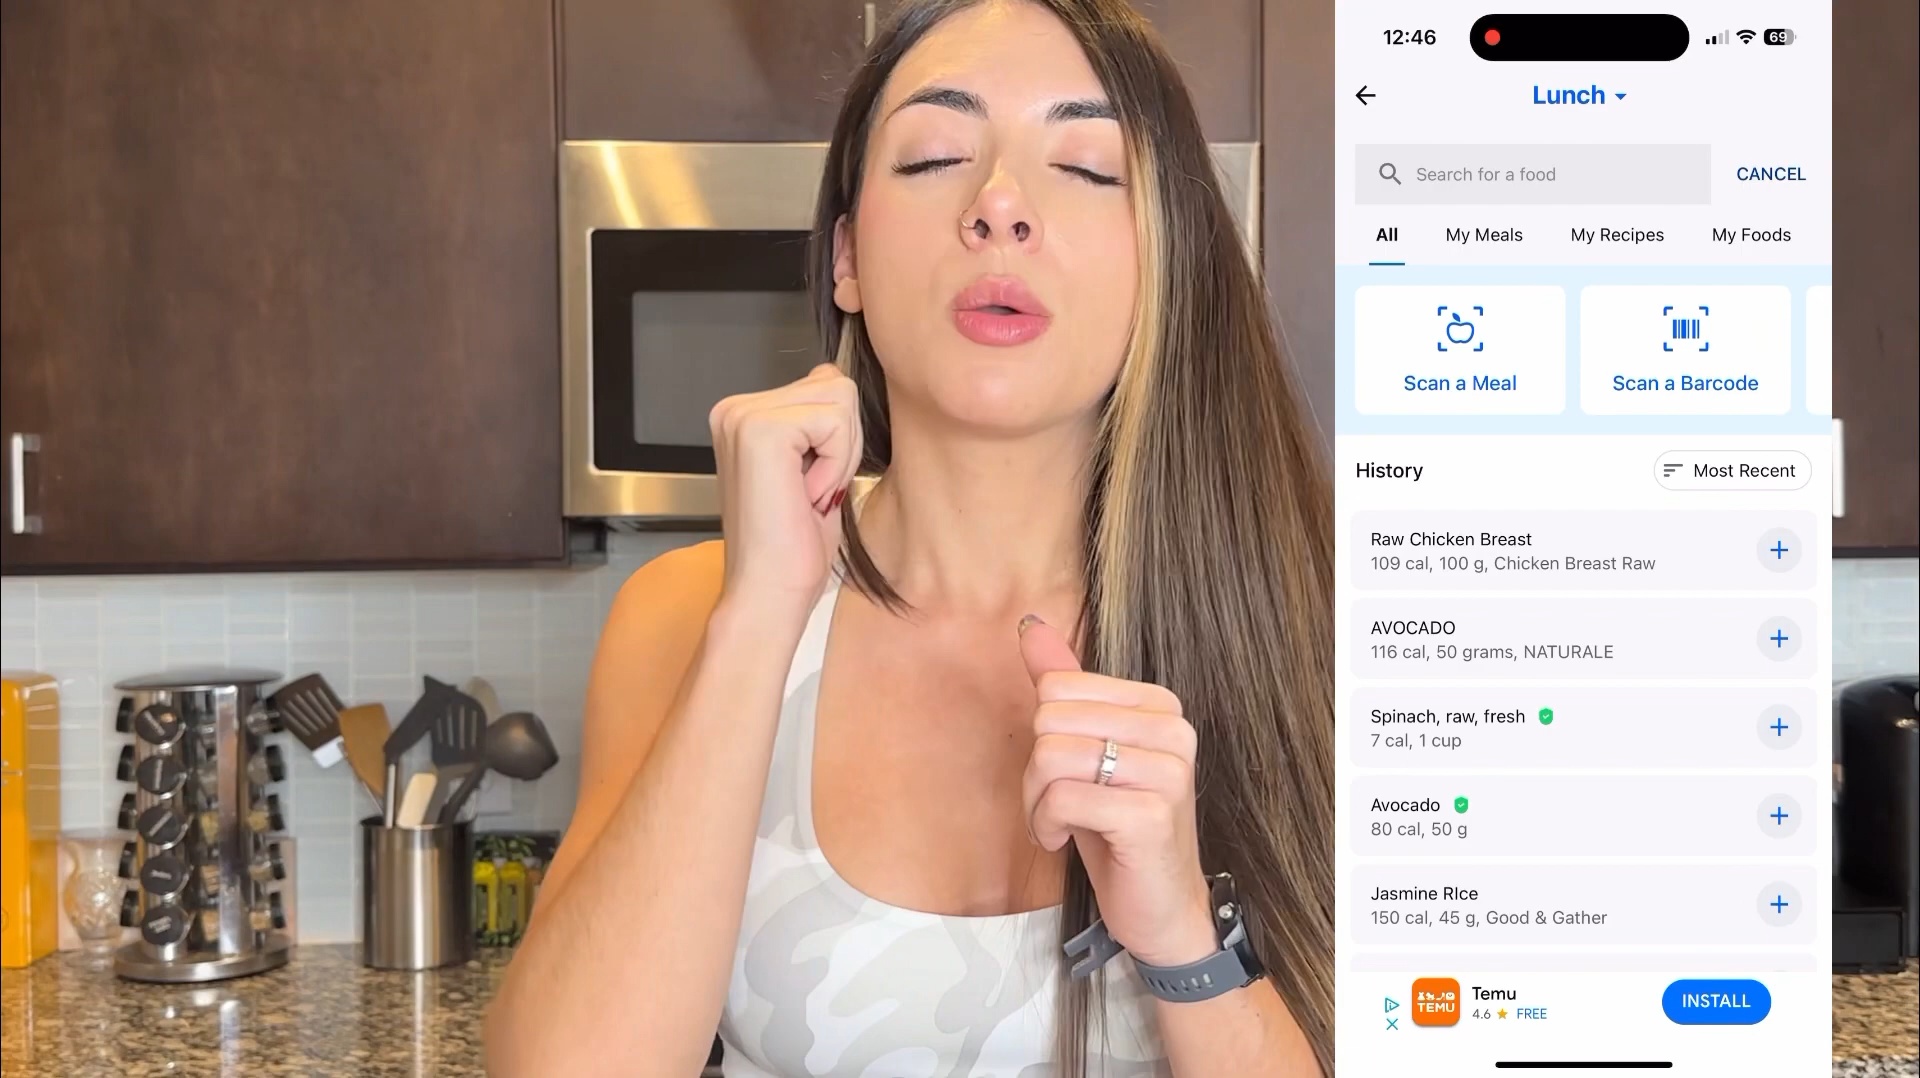 12:46
69
Lunch
Search for a food
CANCEL
All
My Meals
My Recipes
My Foods
Scan a Meal
Scan a Barcode
History
Most Recent
Raw Chicken Breast
109 cal, 100 g, Chicken Breast Raw
AVOCADO
116 cal, 50 grams, NATURALE
Spinach, raw, fresh
7 cal, 1 cup
Avocado
80 cal, 50 g
Jasmine RIce
150 cal, 45 g, Good & Gather
TEMU
Temu
4.6 ★ FREE
INSTALL